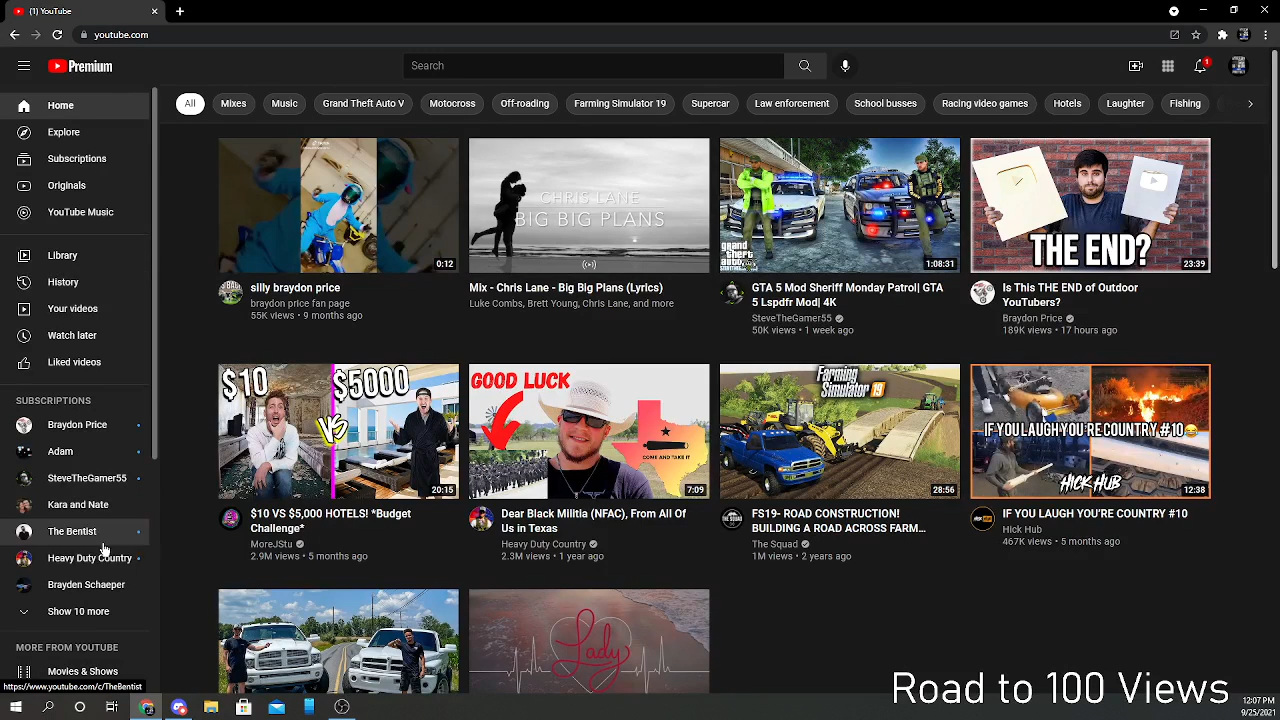 (1) YouTube
youtube.com
Premium
Search
1
Home
Explore
Subscriptions
Originals
YouTube Music
Library
History
Your videos
Watch later
Liked videos
SUBSCRIPTIONS
Braydon Price
Adam
SteveTheGamer55
Kara and Nate
The Bentist
Heavy Duty Country
Brayden Schaeper
Show 10 more
MORE FROM YOUTUBE
Movies & Shows
https://www.youtube.com/c/TheBentist
All
Mixes
Music
Grand Theft Auto V
Motocross
Off-roading
Farming Simulator 19
Supercar
Law enforcement
School busses
Racing video games
Hotels
Laughter
Fishing
0:12
silly braydon price
braydon price fan page
55K views • 9 months ago
CHRIS LANE
BIG BIG PLANS
Mix - Chris Lane - Big Big Plans (Lyrics)
Luke Combs, Brett Young, Chris Lane, and more
1:08:31
GTA 5 Mod Sheriff Monday Patrol| GTA
5 Lspdfr Mod| 4K
SteveTheGamer55
50K views • 1 week ago
THE END?
23:39
Is This THE END of Outdoor
YouTubers?
Braydon Price
189K views • 17 hours ago
$10
VS
$5000
20:15
$10 VS $5,000 HOTELS! *Budget
Challenge*
MoreJStu
2.9M views • 5 months ago
GOOD LUCK
COME AND TAKE IT
7:09
Dear Black Militia (NFAC), From All Of
Us in Texas
Heavy Duty Country
2.3M views • 1 year ago
Farming
Simulator 19
28:56
FS19- ROAD CONSTRUCTION!
BUILDING A ROAD ACROSS FARM...
The Squad
1M views • 2 years ago
IF YOU LAUGH YOU'RE COUNTRY #10
HICK HUB
12:38
IF YOU LAUGH YOU'RE COUNTRY #10
Hick Hub
467K views • 5 months ago
Lady
Road to 100 Views
12:07 PM
9/25/2021